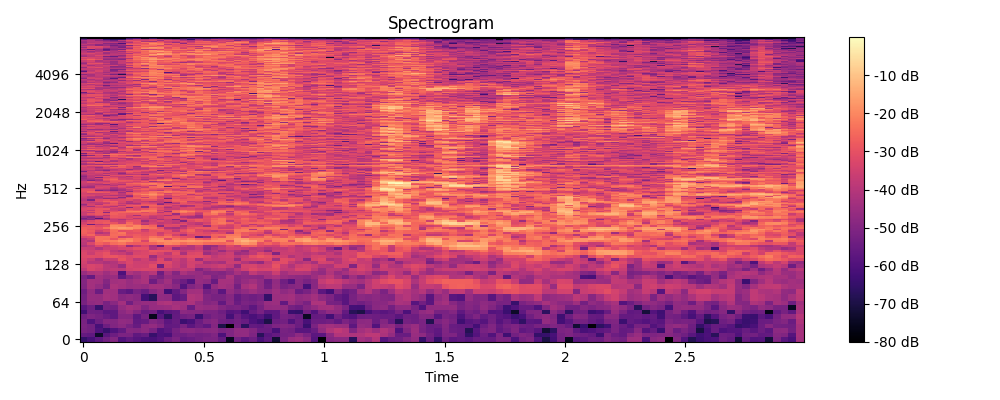 Spectrogram
Hz
4096
2048
1024
512
256
128
64
0
0 0.5 1 1.5 2 2.5
Time
-10 dB
-20 dB
-30 dB
-40 dB
-50 dB
-60 dB
-70 dB
-80 dB